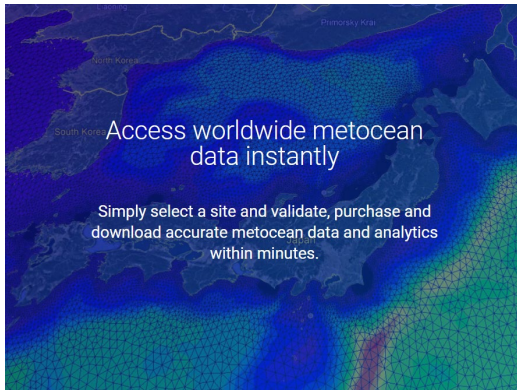 Primorsky Krai
North Korea
South Korea
Access worldwide metocean
data instantly
Simply select a site and validate, purchase and
download accurate metocean data and analytics
Japan
within minutes.